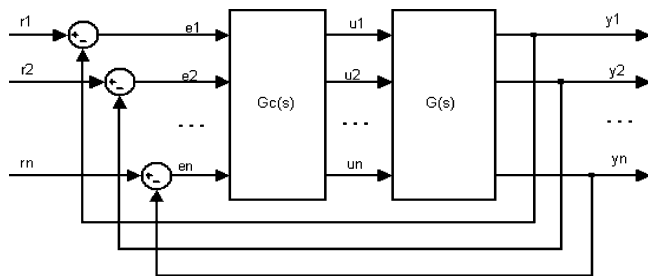 r1 e1 u1 y1
r2 e2 u2 y2
Gc(s) G(s)
... ... ...
rn en un yn